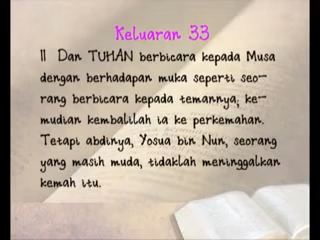 Keluaran 33
11 Dan TUHAN berbicara kepada Musa
dengan berhadapan muka seperti seo-
rang berbicara kepada temannya; ke-
mudian kembalilah ia ke perkemahan.
Tetapi abdinya, Yosua bin Nun, seorang
yang masih muda, tidaklah meninggalkan
kemah itu.